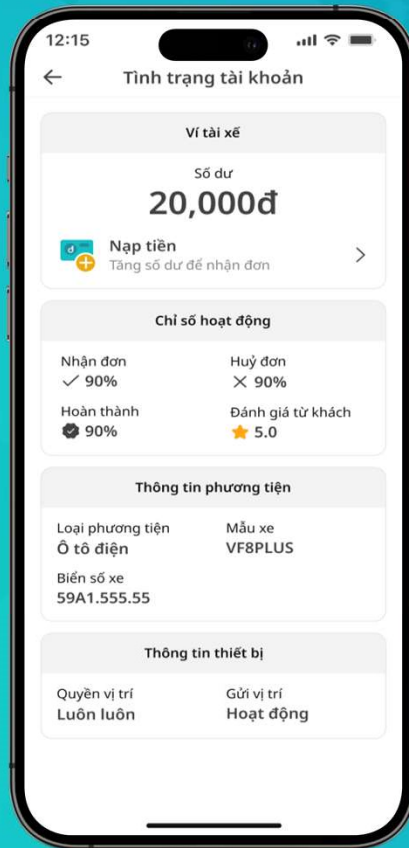 12:15
Tình trạng tài khoản
Ví tài xế
Số dư
20,000đ
Nạp tiền
Tăng số dư để nhận đơn
Chỉ số hoạt động
Nhận đơn
90%
Huỷ đơn
90%
Hoàn thành
90%
Đánh giá từ khách
5.0
Thông tin phương tiện
Loại phương tiện
Ô tô điện
Mẫu xe
VF8PLUS
Biển số xe
59A1.555.55
Thông tin thiết bị
Quyền vị trí
Luôn luôn
Gửi vị trí
Hoạt động